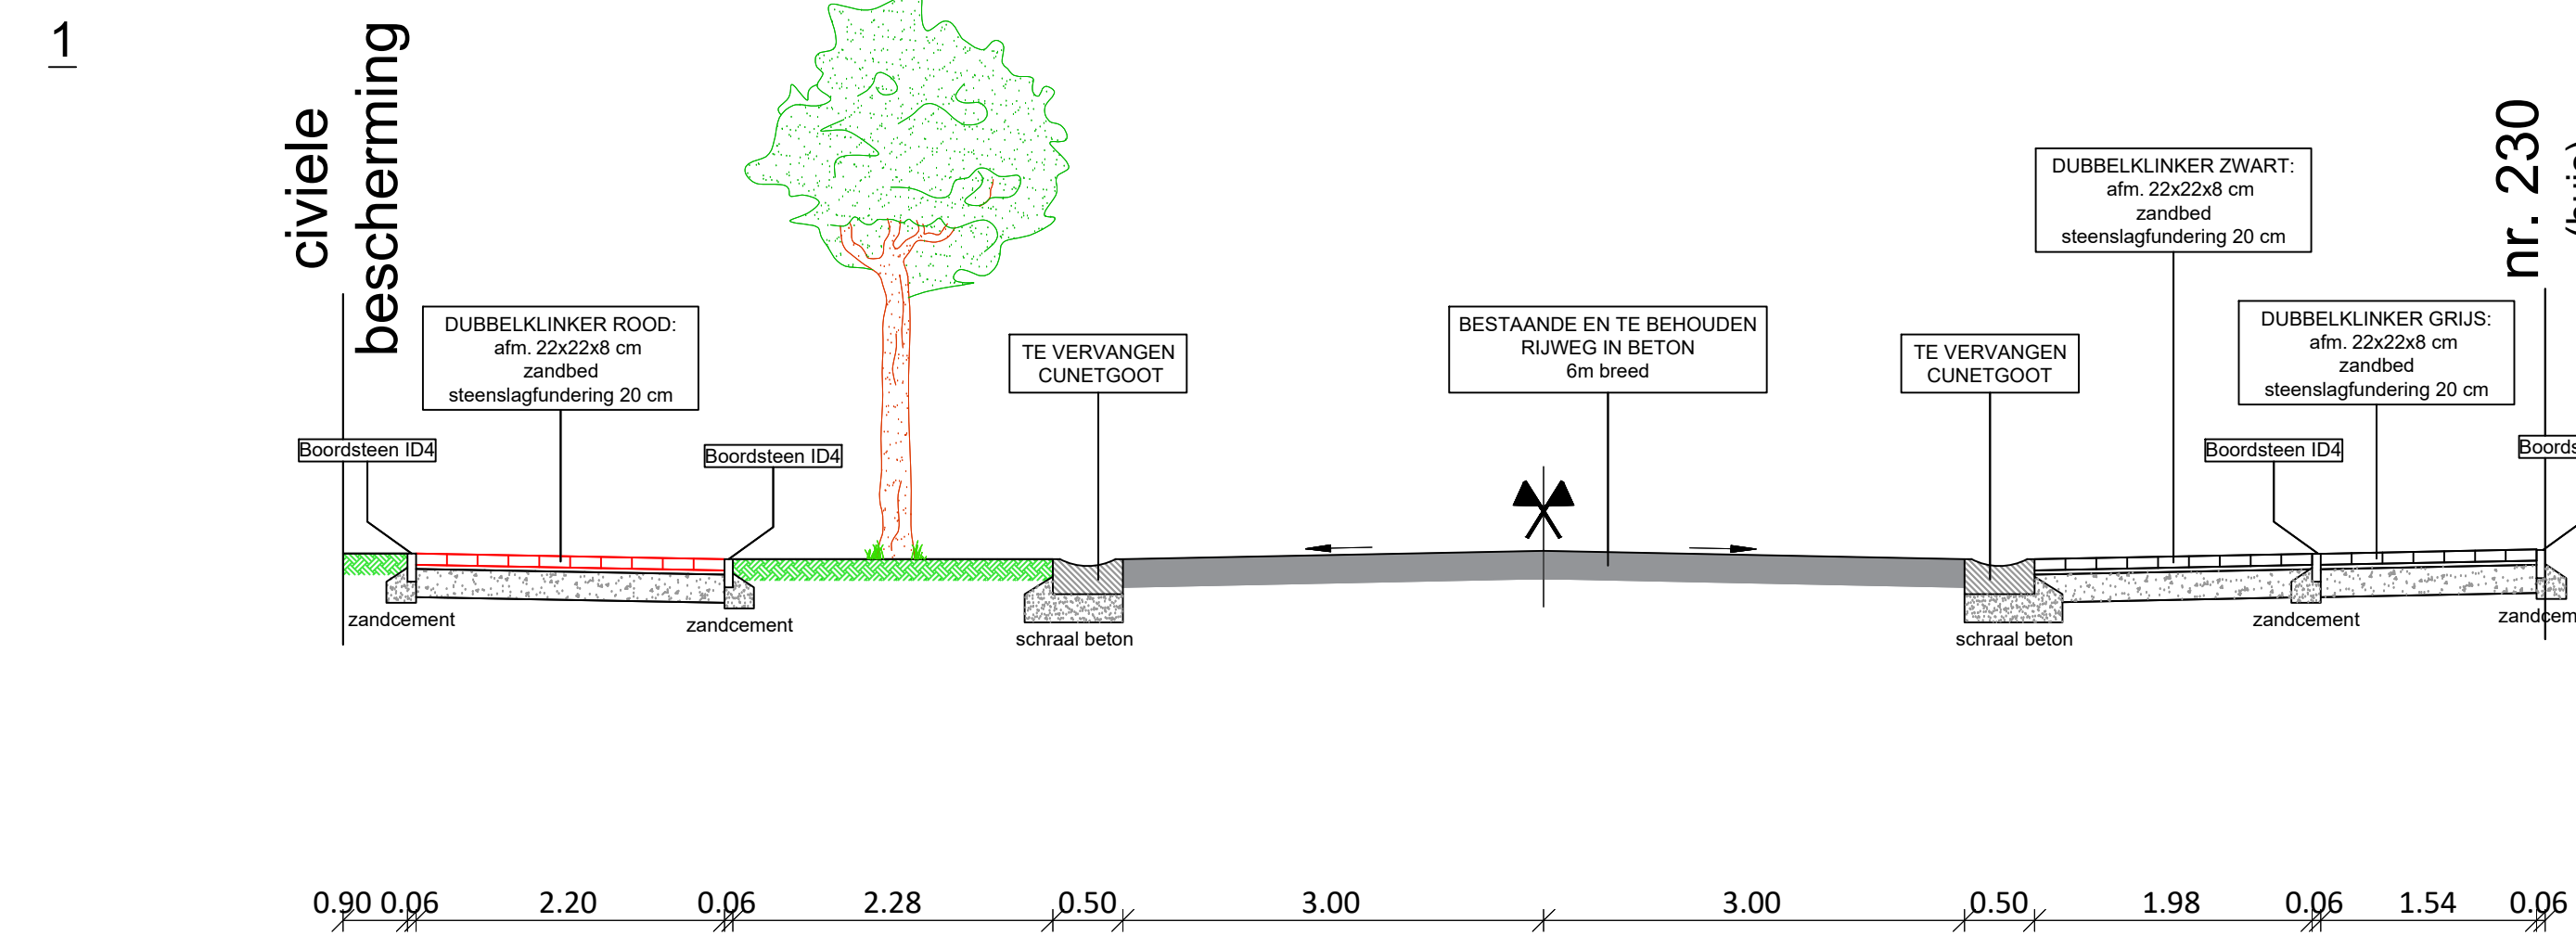 1
civiele
bescherming
nr. 230
DUBBELKLINKER ZWART:
afm. 22x22x8 cm
zandbed
steenslagfundering 20 cm
DUBBELKLINKER ROOD:
afm. 22x22x8 cm
zandbed
steenslagfundering 20 cm
TE VERVANGEN
CUNETGOOT
BESTAANDE EN TE BEHOUDEN
RIJWEG IN BETON
6m breed
TE VERVANGEN
CUNETGOOT
DUBBELKLINKER GRIJS:
afm. 22x22x8 cm
zandbed
steenslagfundering 20 cm
Boordsteen ID4
Boordsteen ID4
Boordsteen ID4
Boords
zandcement
zandcement
schraal beton
schraal beton
zandcement
zandcem
0.90 0.06 2.20 0.06 2.28 0.50 3.00 3.00 0.50 1.98 0.06 1.54 0.06